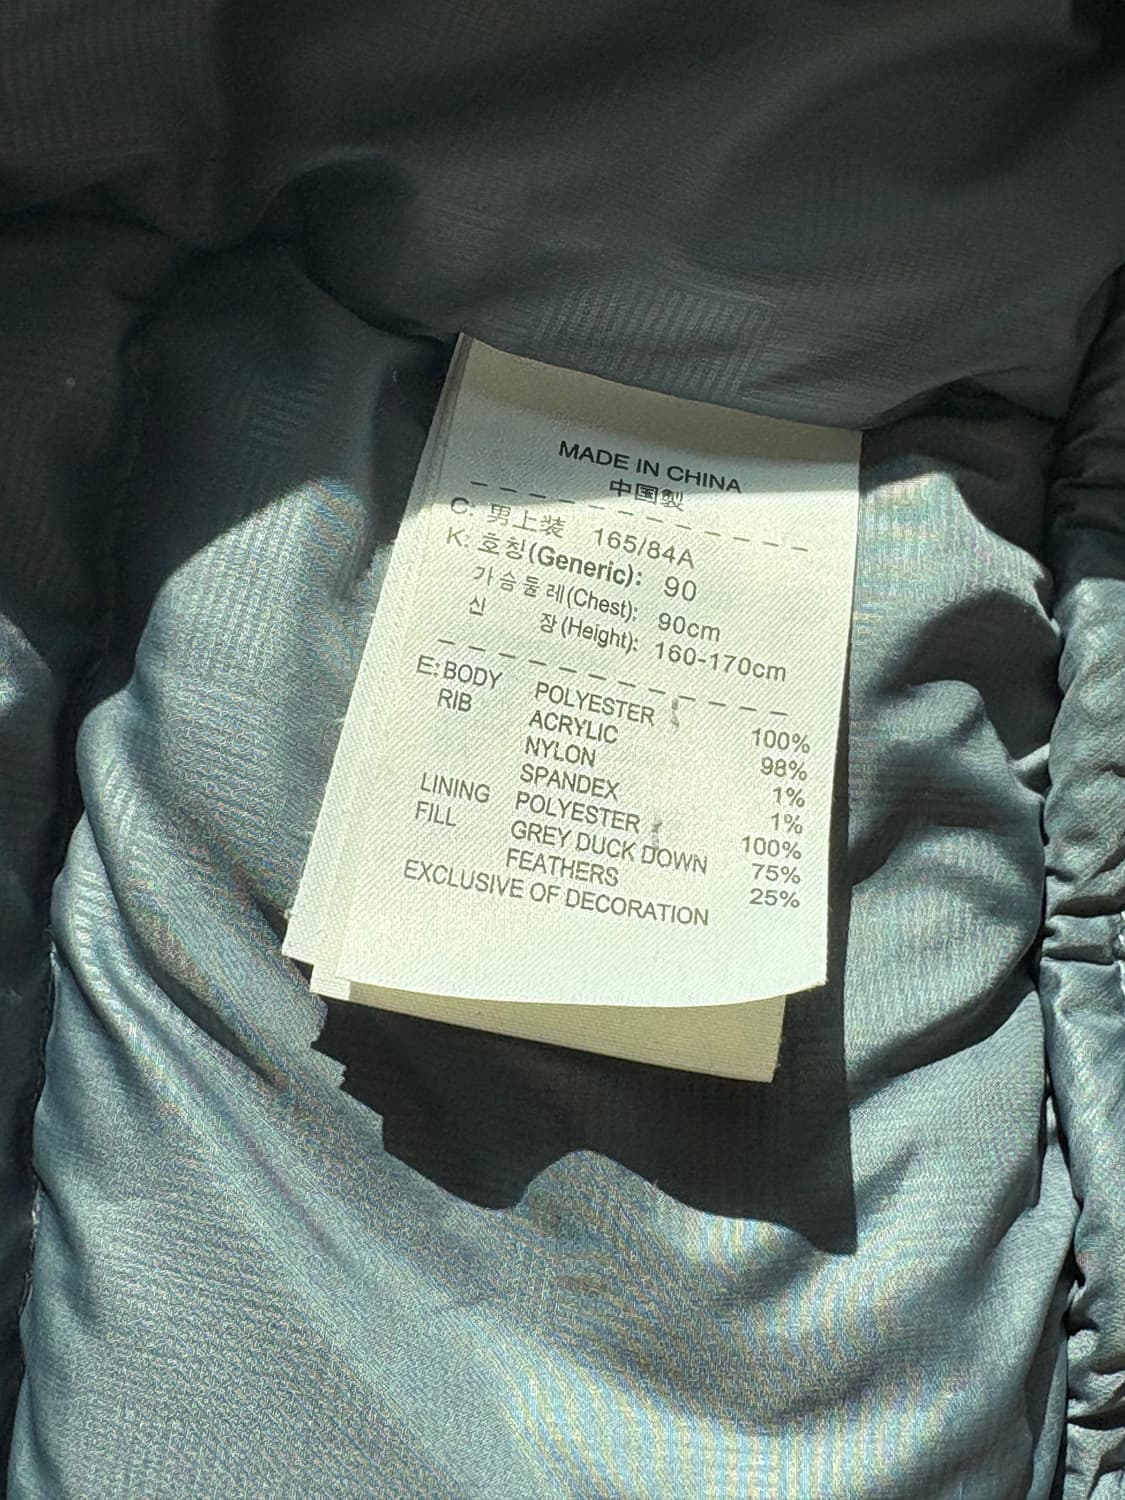 MADE IN CHINA
中国製
C: 男上装 165/84A
K: 호칭(Generic): 90
가슴둘레(Chest): 90cm
신 장(Height): 160-170cm
E: BODY POLYESTER 100%
RIB ACRYLIC 98%
NYLON 1%
SPANDEX 1%
LINING POLYESTER 100%
FILL GREY DUCK DOWN 75%
FEATHERS 25%
EXCLUSIVE OF DECORATION